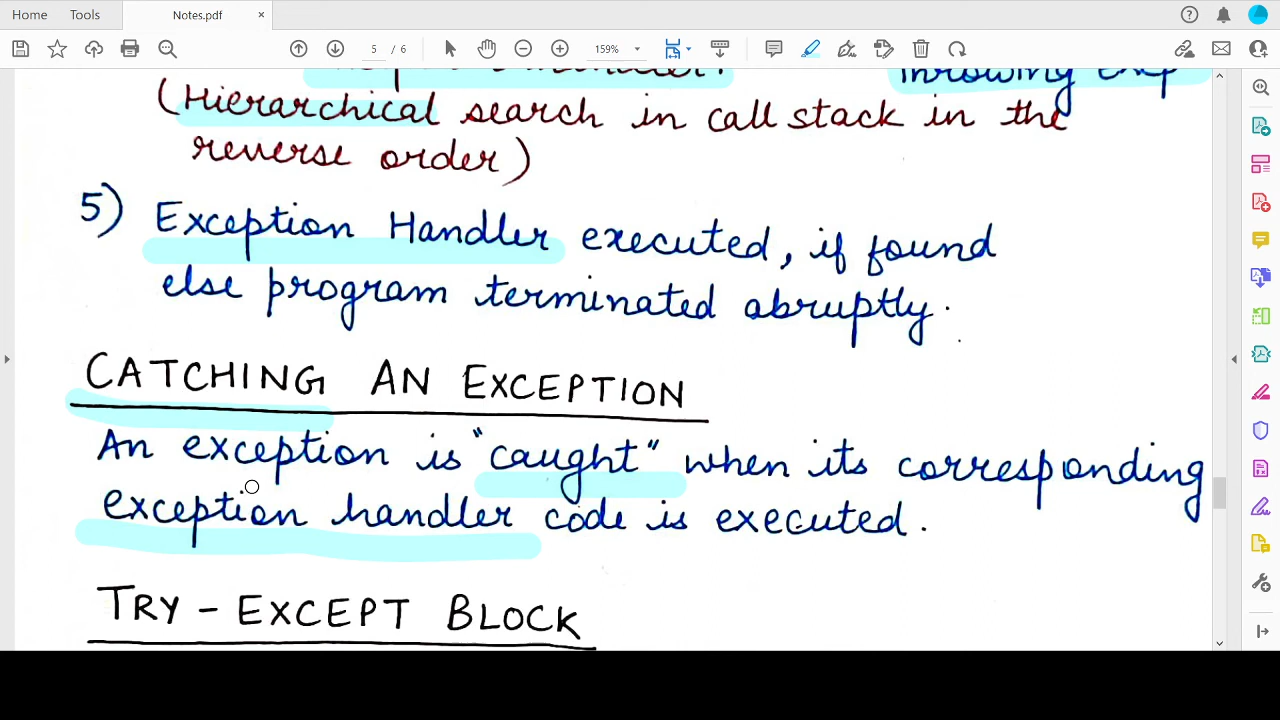 Home Tools Notes.pdf ×
5 / 6 159%
(Hierarchical search in call stack in the
reverse order)
5) Exception Handler executed, if found
else program terminated abruptly.
CATCHING AN EXCEPTION
An exception is "caught" when its corresponding
exception handler code is executed.
TRY - EXCEPT BLOCK